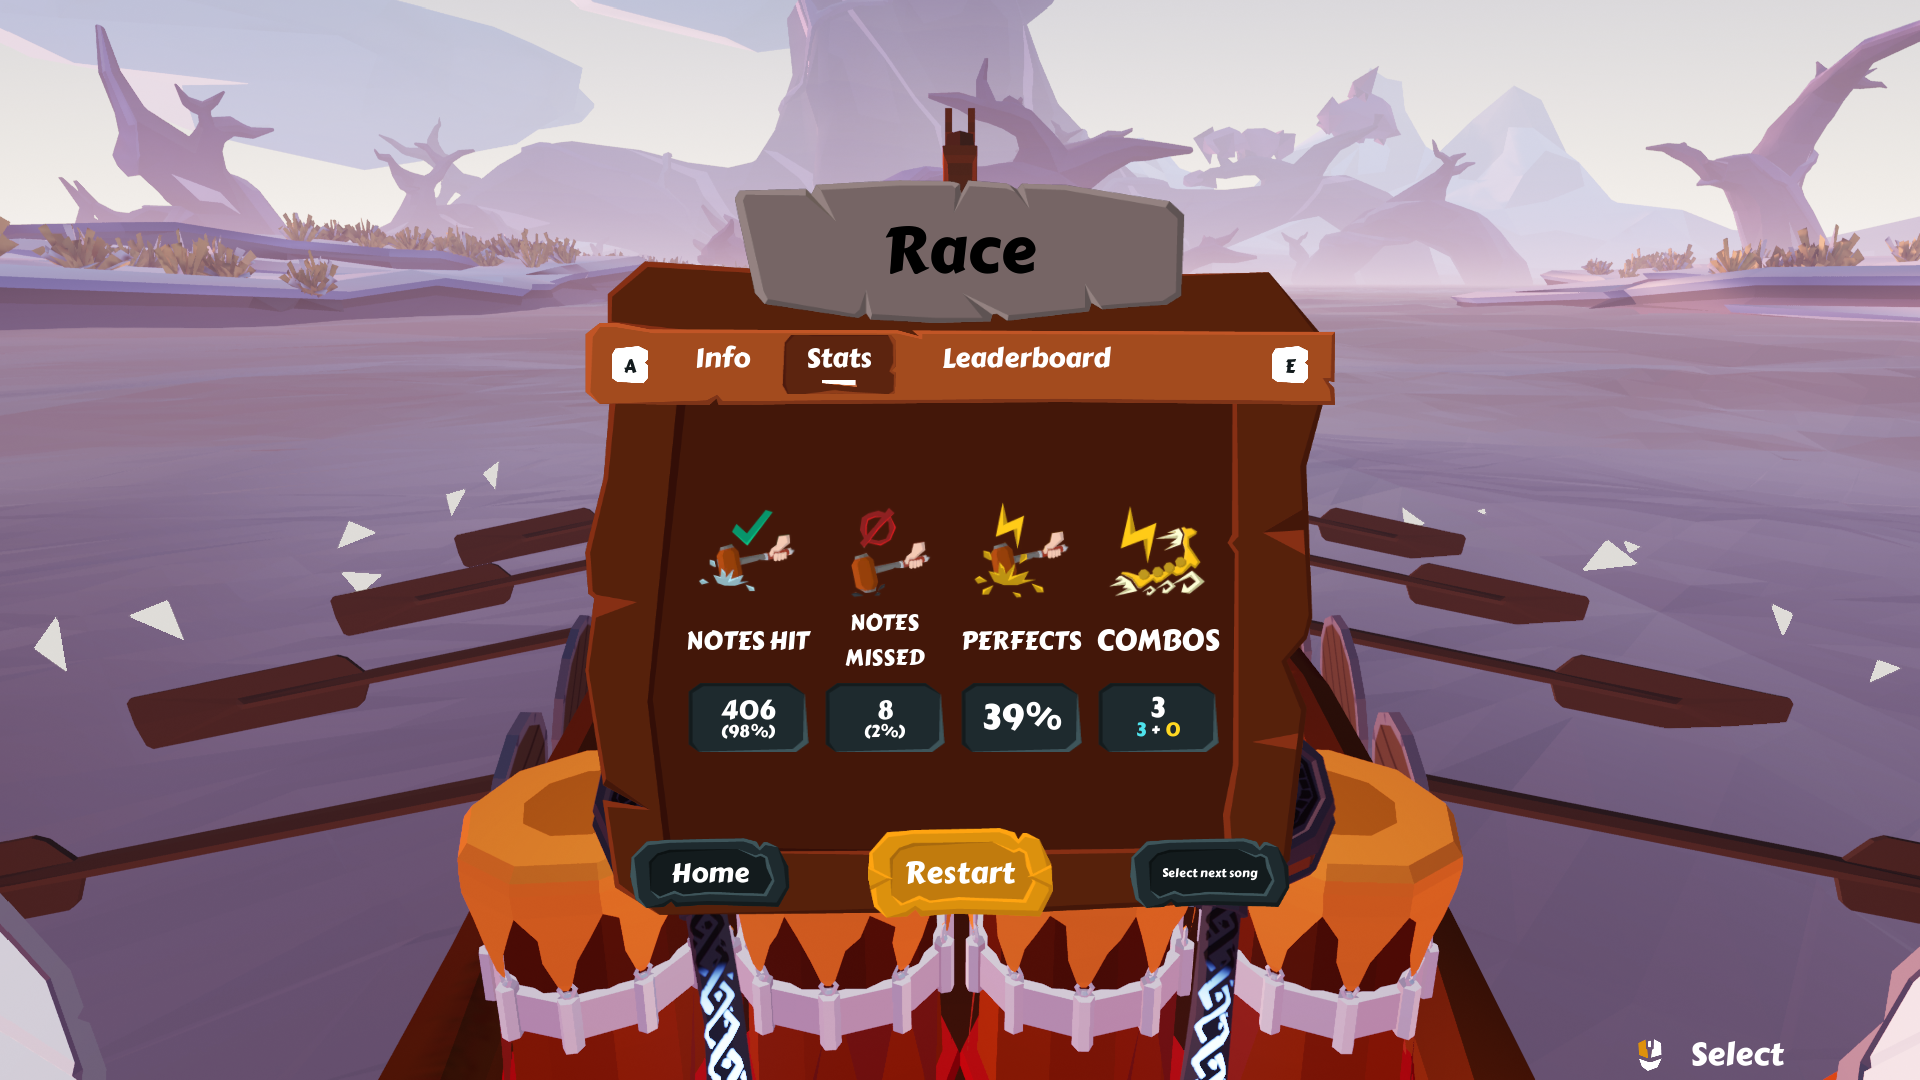 Race
A
Info
Stats
Leaderboard
E
NOTES HIT
NOTES
MISSED
PERFECTS
COMBOS
406
(98%)
8
(2%)
39%
3
3 + 0
Home
Restart
Select next song
Select